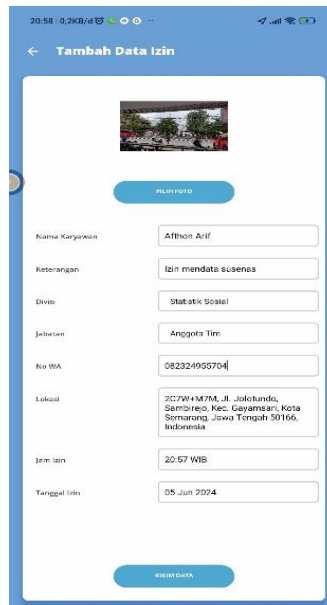 20:58 0,2KB/d
← Tambah Data Izin
PILIH FOTO
Nama Karyawan Afthon Arif
Keterangan Izin mendata susenas
Divisi Statistik Sosial
Jabatan Anggota Tim
No WA 082324955704
Lokasi 2C7W+M7M, Jl. Jolotundo,
Sambirejo, Kec. Gayamsari, Kota
Semarang, Jawa Tengah 50166,
Indonesia
Jam Izin 20:57 WIB
Tanggal Izin 05 Jun 2024
KIRIM DATA